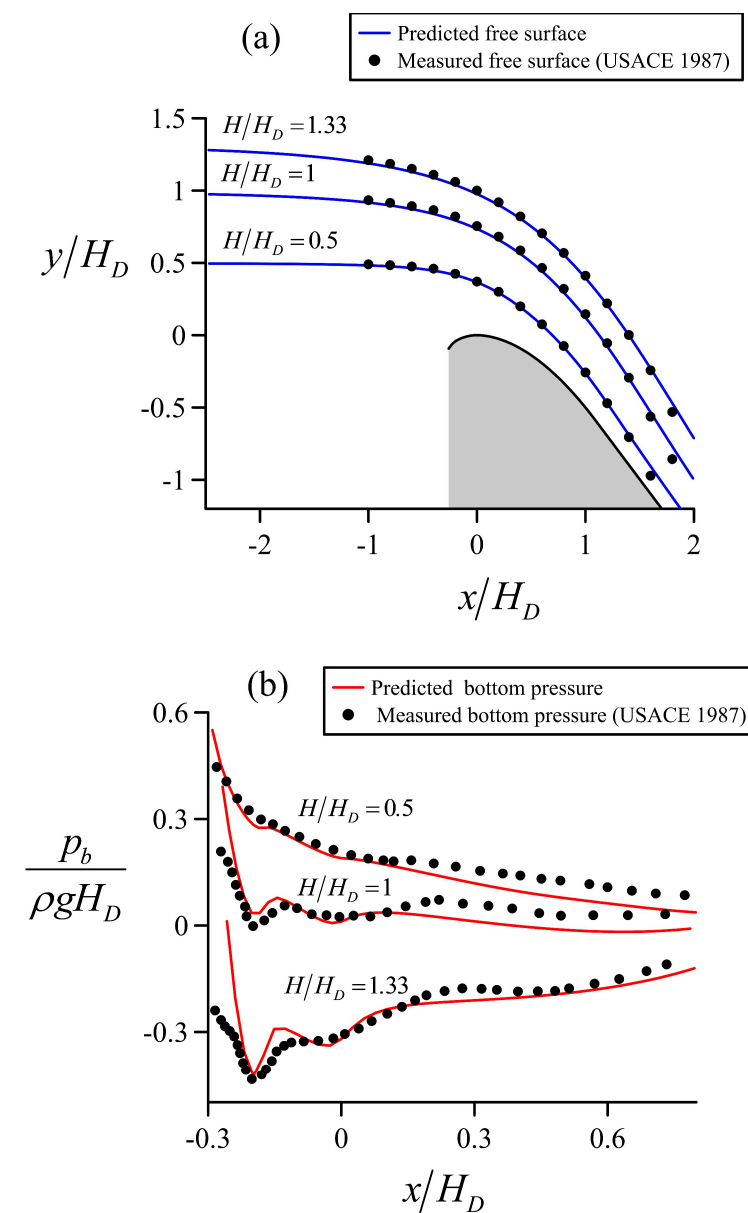 (a)
Predicted free surface
Measured free surface (USACE 1987)
1.5
1
0.5
0
-0.5
-1
y/H_D
H/H_D =1.33
H/H_D =1
H/H_D =0.5
-2 -1 0 1 2
x/H_D
(b)
Predicted bottom pressure
Measured bottom pressure (USACE 1987)
0.6
0.3
0
-0.3
p_b
ρgH_D
H/H_D =0.5
H/H_D =1
H/H_D =1.33
-0.3 0 0.3 0.6
x/H_D